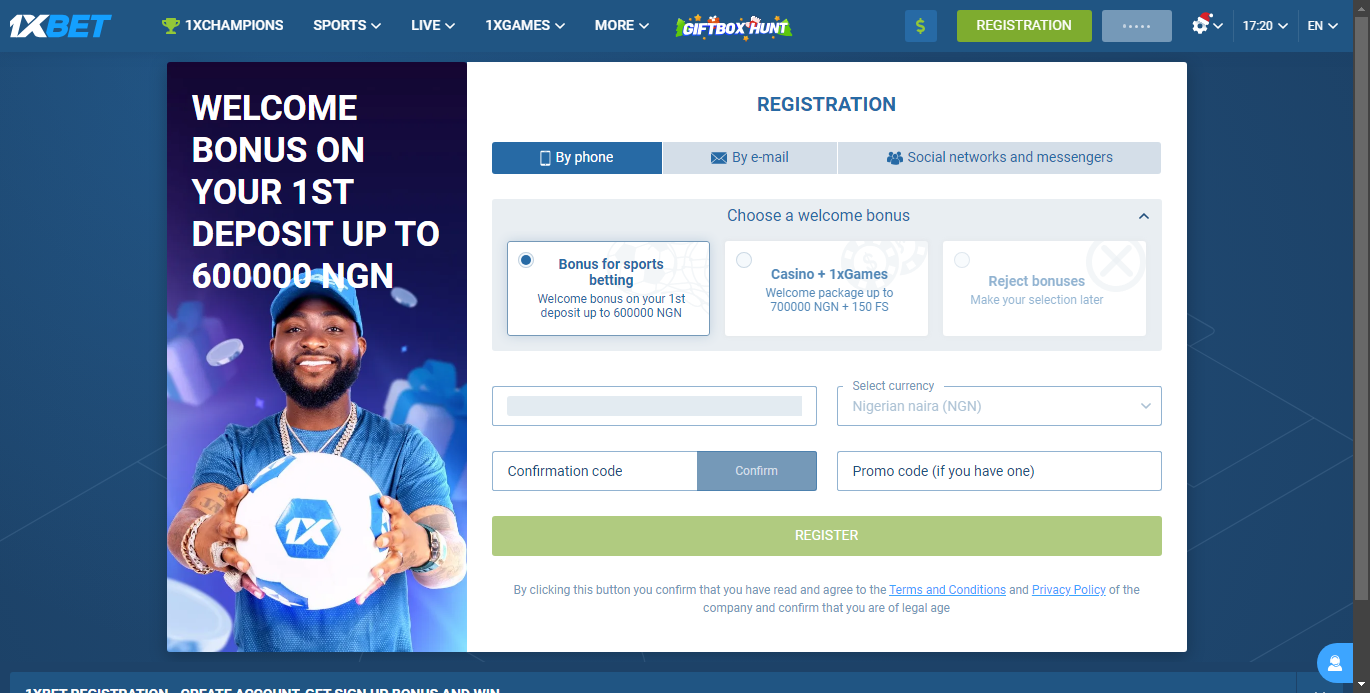 1XBET
1XCHAMPIONS
SPORTS
LIVE
1XGAMES
MORE
GIFTBOX HUNT
$
REGISTRATION
17:20
EN
WELCOME
BONUS ON
YOUR 1ST
DEPOSIT UP TO
600000 NGN
1X
REGISTRATION
By phone
By e-mail
Social networks and messengers
Choose a welcome bonus
Bonus for sports
betting
Welcome bonus on your 1st
deposit up to 600000 NGN
Casino + 1xGames
Welcome package up to
700000 NGN + 150 FS
Reject bonuses
Make your selection later
Select currency
Nigerian naira (NGN)
Confirmation code
Confirm
Promo code (if you have one)
REGISTER
By clicking this button you confirm that you have read and agree to the Terms and Conditions and Privacy Policy of the
company and confirm that you are of legal age
1XBET REGISTRATION - CREATE ACCOUNT, GET SIGN UP BONUS AND WIN